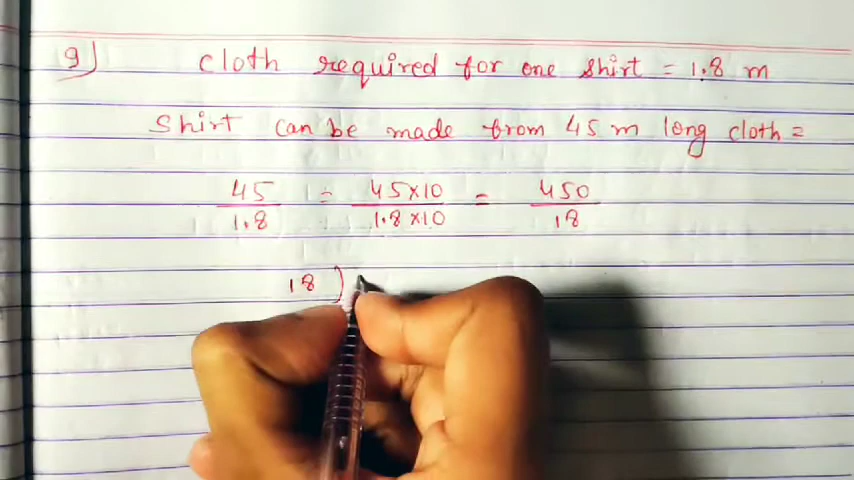 9) cloth required for one shirt = 1.8 m
Shirt can be made from 45 m long cloth =
45/1.8 = 45×10/1.8×10 = 450/18
18 )